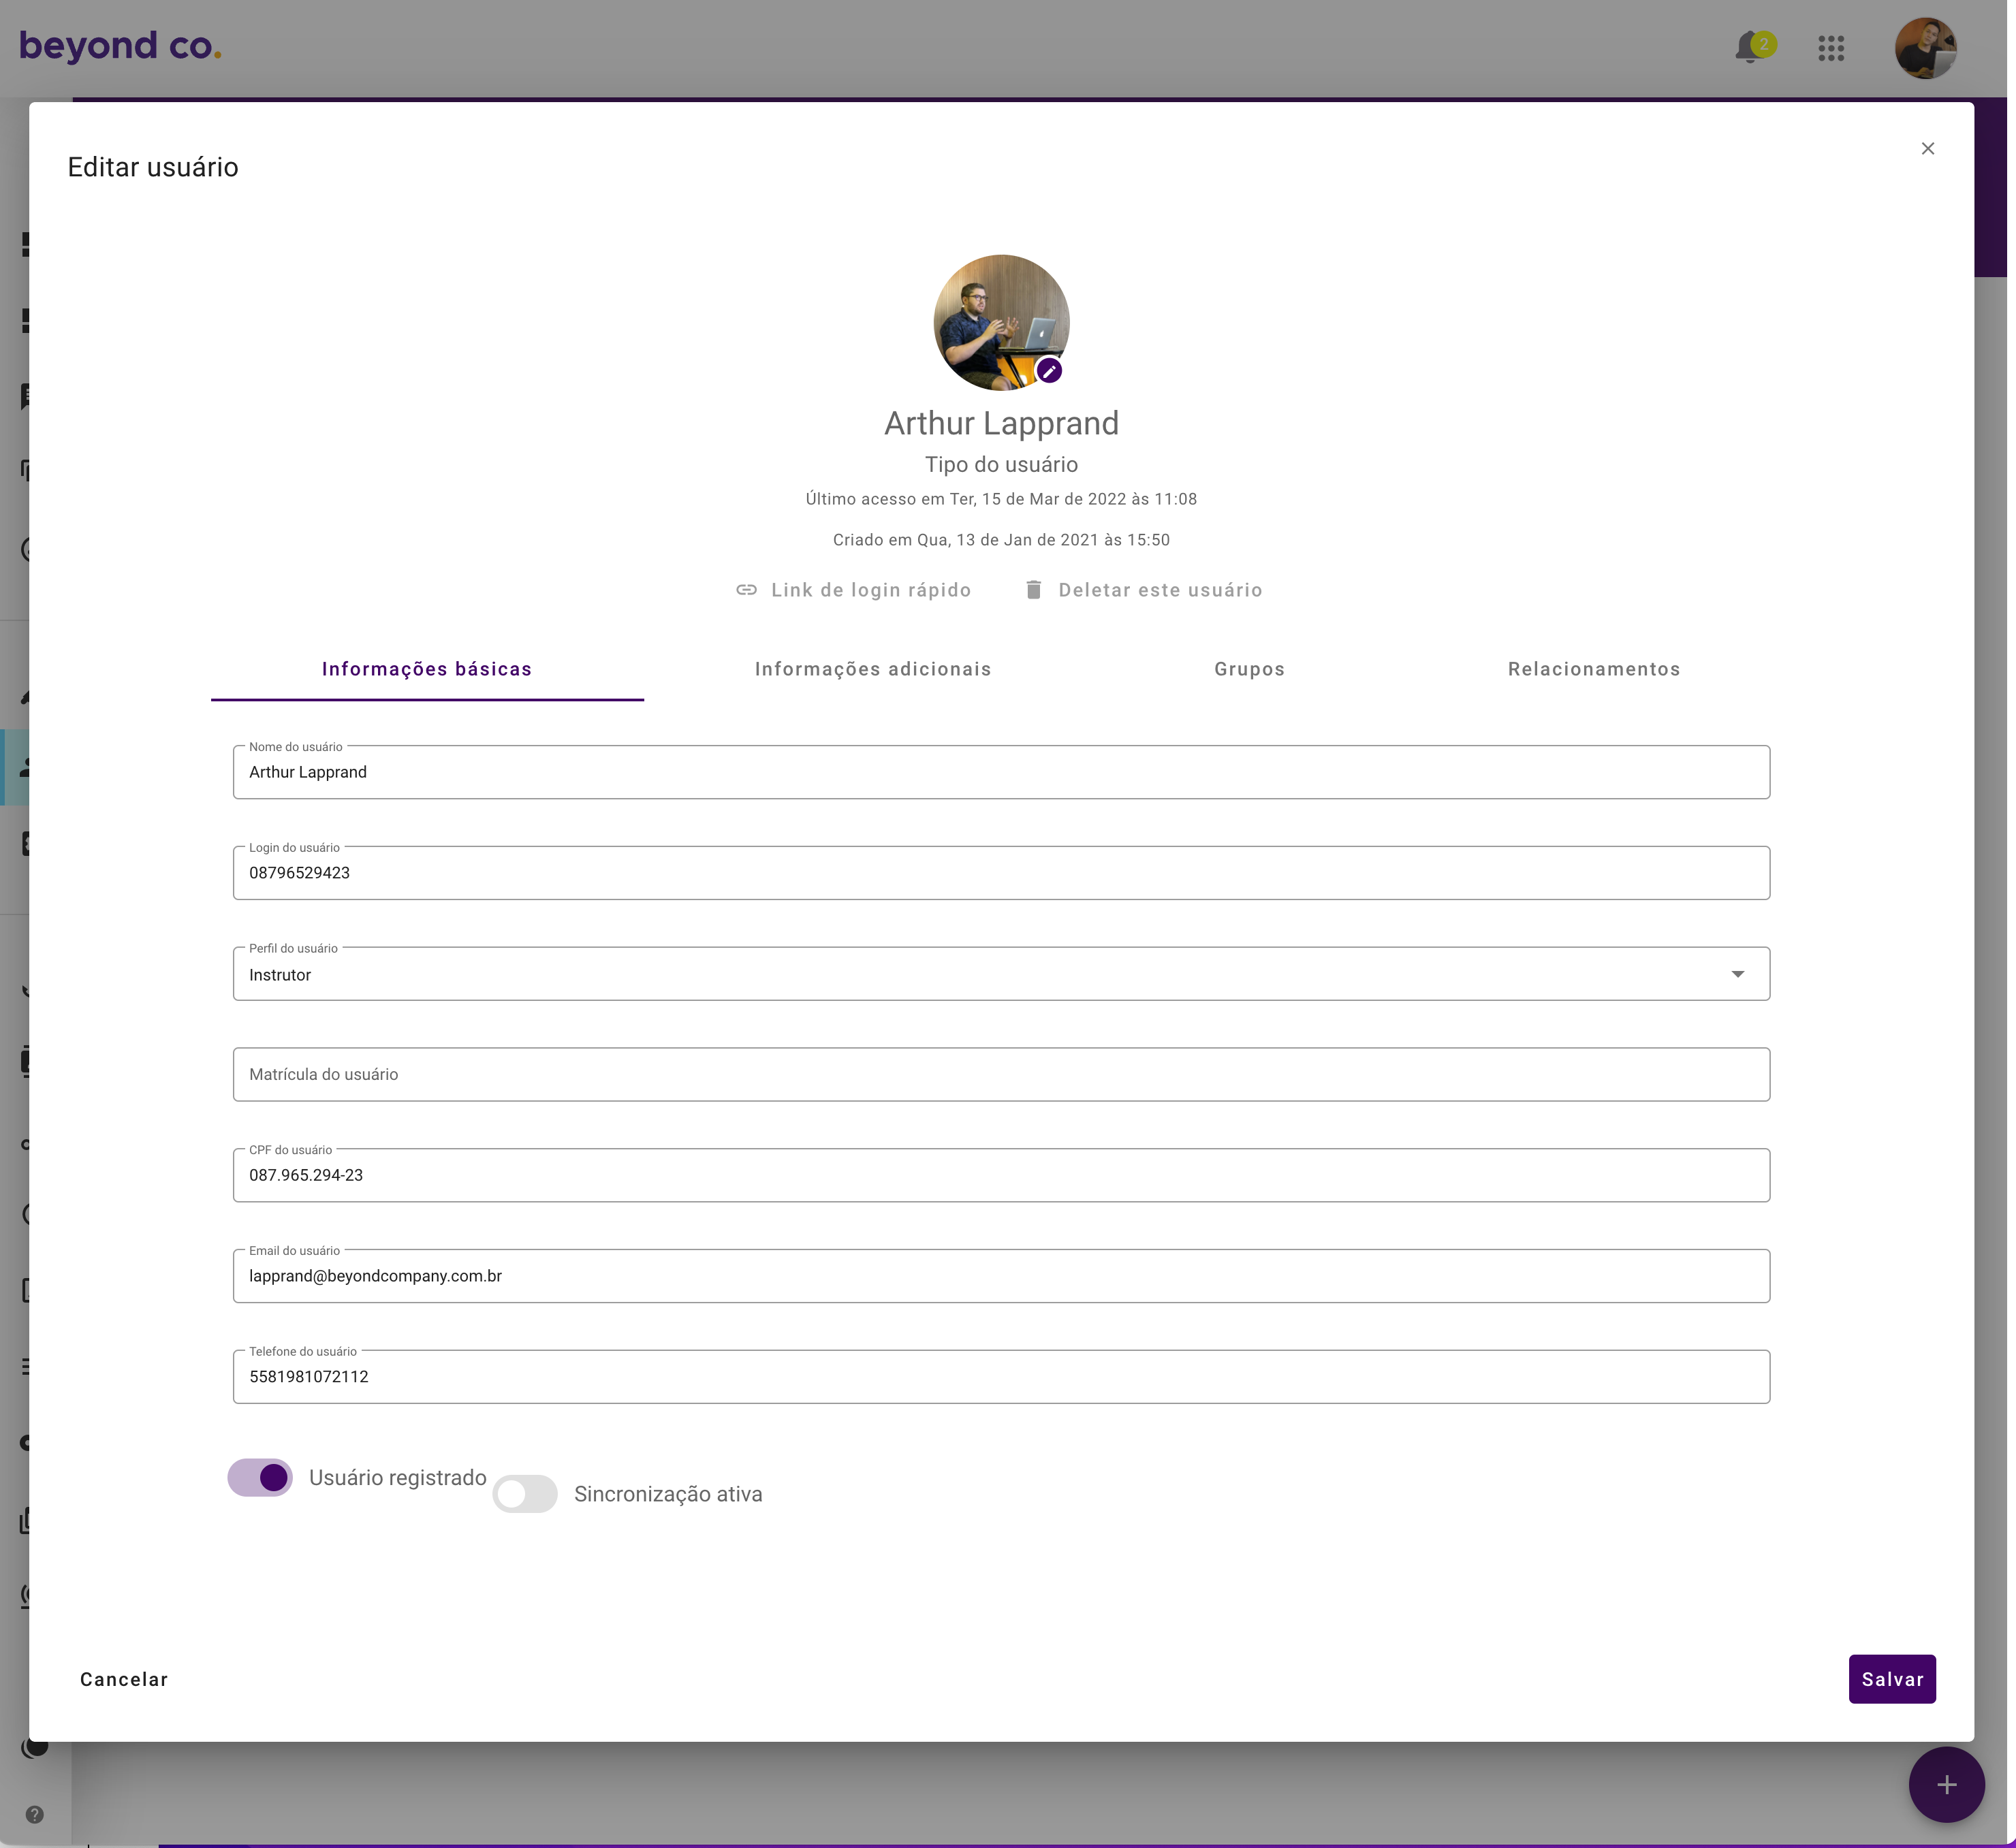 beyond co.
2
Editar usuário
Arthur Lapprand
Tipo do usuário
Último acesso em Ter, 15 de Mar de 2022 às 11:08
Criado em Qua, 13 de Jan de 2021 às 15:50
Link de login rápido Deletar este usuário
Informações básicas Informações adicionais Grupos Relacionamentos
Nome do usuário
Arthur Lapprand
Login do usuário
08796529423
Perfil do usuário
Instrutor
Matrícula do usuário
CPF do usuário
087.965.294-23
Email do usuário
lapprand@beyondcompany.com.br
Telefone do usuário
5581981072112
Usuário registrado
Sincronização ativa
Cancelar Salvar